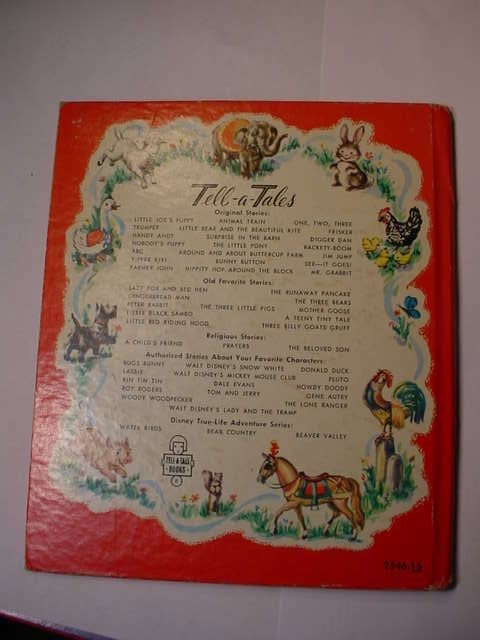 Tell-a-Tales
Original Stories:
LITTLE JOE'S PUPPY ANIMAL TRAIN ONE, TWO, THREE
TRUMPET LITTLE BEAR AND THE BEAUTIFUL KITE FRISKER
HANDY ANDY SURPRISE IN THE BARN DIGGER DAN
NOBODY'S PUPPY THE LITTLE PONY RACKETY-BOOM
ABC AROUND AND ABOUT BUTTERCUP FARM JIM JUMP
YIPPIE KIYI BUNNY BUTTON SEE—IT GOES!
FARMER JOHN HIPPITY HOP AROUND THE BLOCK MR. GRABBIT
Old Favorite Stories:
LAZY FOX AND RED HEN THE RUNAWAY PANCAKE
GINGERBREAD MAN THE THREE BEARS
PETER RABBIT THE THREE LITTLE PIGS MOTHER GOOSE
LITTLE BLACK SAMBO A TEENY TINY TALE
LITTLE RED RIDING HOOD THREE BILLY GOATS GRUFF
Religious Stories:
A CHILD'S FRIEND PRAYERS THE BELOVED SON
Authorized Stories About Your Favorite Characters:
BUGS BUNNY WALT DISNEY'S SNOW WHITE DONALD DUCK
LASSIE WALT DISNEY'S MICKEY MOUSE CLUB PLUTO
RIN TIN TIN DALE EVANS HOWDY DOODY
ROY ROGERS TOM AND JERRY GENE AUTRY
WOODY WOODPECKER THE LONE RANGER
WALT DISNEY'S LADY AND THE TRAMP
Disney True-Life Adventure Series:
WATER BIRDS BEAR COUNTRY BEAVER VALLEY
TELL-A-TALE
BOOKS